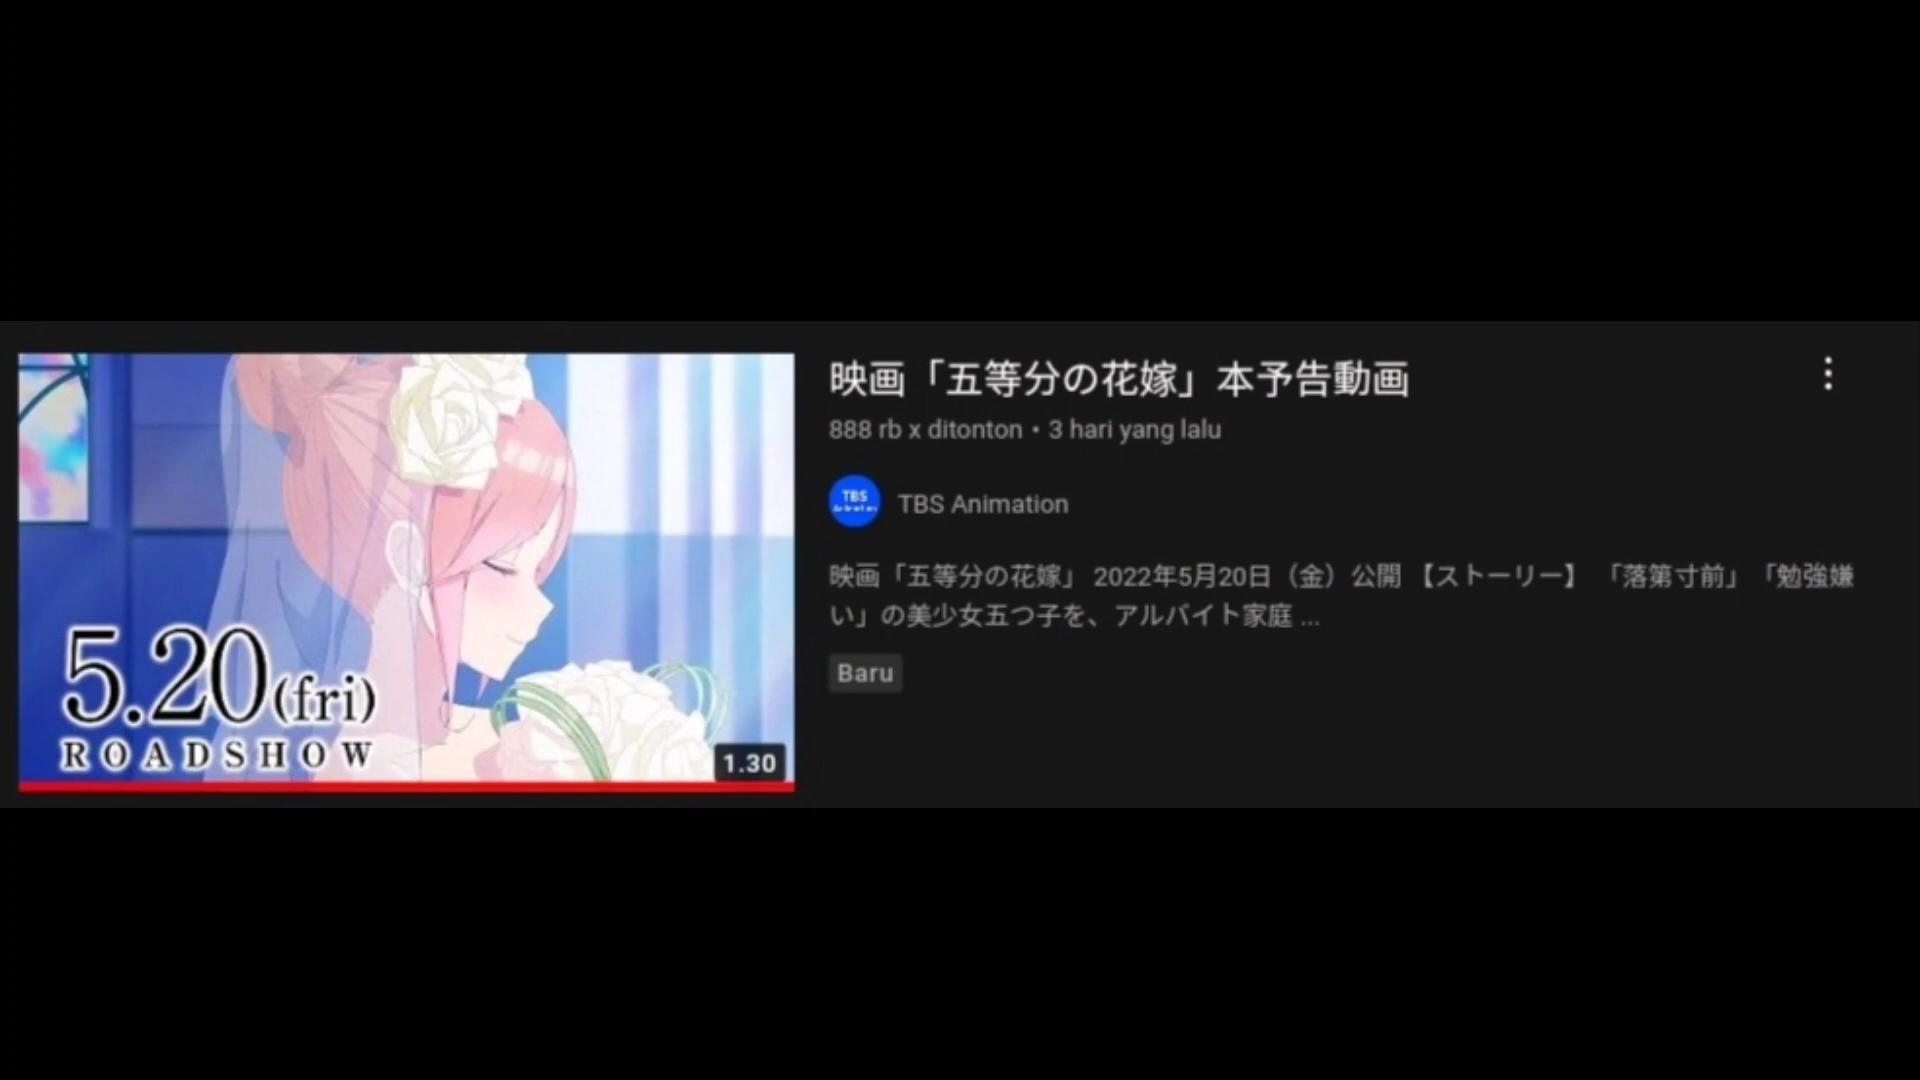 5.20(fri)
ROADSHOW
1.30
映画「五等分の花嫁」本予告動画
888 rb x ditonton • 3 hari yang lalu
TBS
TBS Animation
映画「五等分の花嫁」 2022年5月20日（金）公開 【ストーリー】 「落第寸前」「勉強嫌
い」の美少女五つ子を、アルバイト家庭 ...
Baru